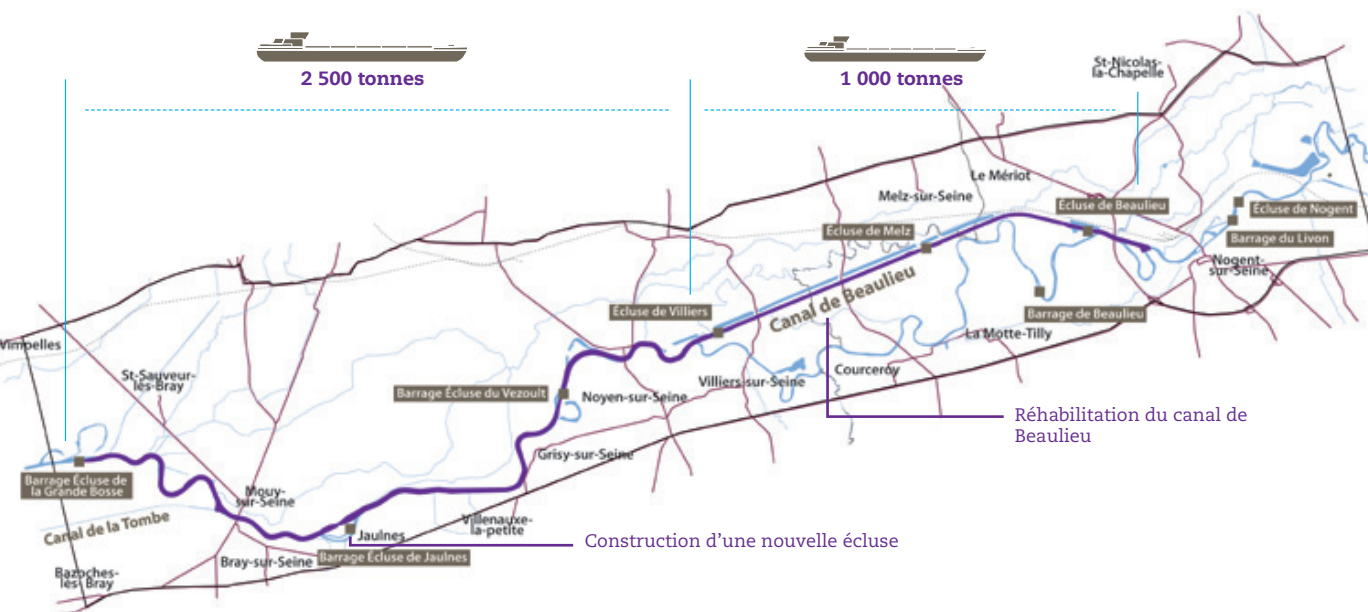 2 500 tonnes
1 000 tonnes
St-Nicolas-
la-Chapelle
Le Mériot
Melz-sur-Seine
Écluse de Beaulieu
Écluse de Nogent
Écluse de Melz
Barrage du Livon
Nogent-
sur-Seine
Canal de Beaulieu
Écluse de Villiers
Barrage de Beaulieu
La Motte-Tilly
Vimpelles
St-Sauveur-
lès-Bray
Courceroy
Villiers-sur-Seine
Barrage Écluse du Vezoult
Noyen-sur-Seine
Réhabilitation du canal de
Beaulieu
Grisy-sur-Seine
Barrage Écluse de
la Grande Bosse
Mouy-
sur-Seine
Canal de la Tombe
Villenauxe-
la-petite
Jaulnes
Construction d’une nouvelle écluse
Barrage Écluse de Jaulnes
Bray-sur-Seine
Bazoches-
lès-Bray